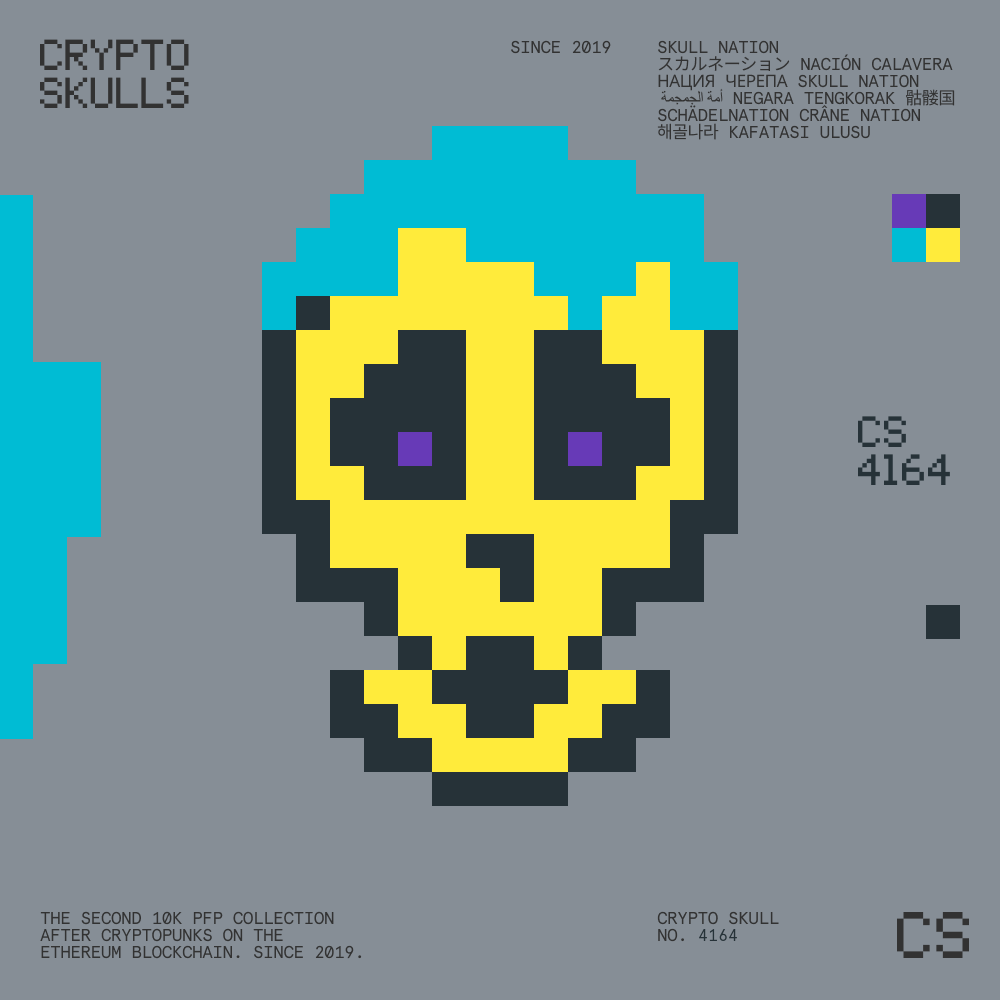 CRYPTO
SKULLS
SINCE 2019
SKULL NATION
スカルネーション NACIÓN CALAVERA
НАЦИЯ ЧЕРЕПА SKULL NATION
أمة الجمجمة NEGARA TENGKORAK 骷髅国
SCHÄDELNATION CRÂNE NATION
해골나라 KAFATASI ULUSU
CS
4164
THE SECOND 10K PFP COLLECTION
AFTER CRYPTOPUNKS ON THE
ETHEREUM BLOCKCHAIN. SINCE 2019.
CRYPTO SKULL
NO. 4164
CS